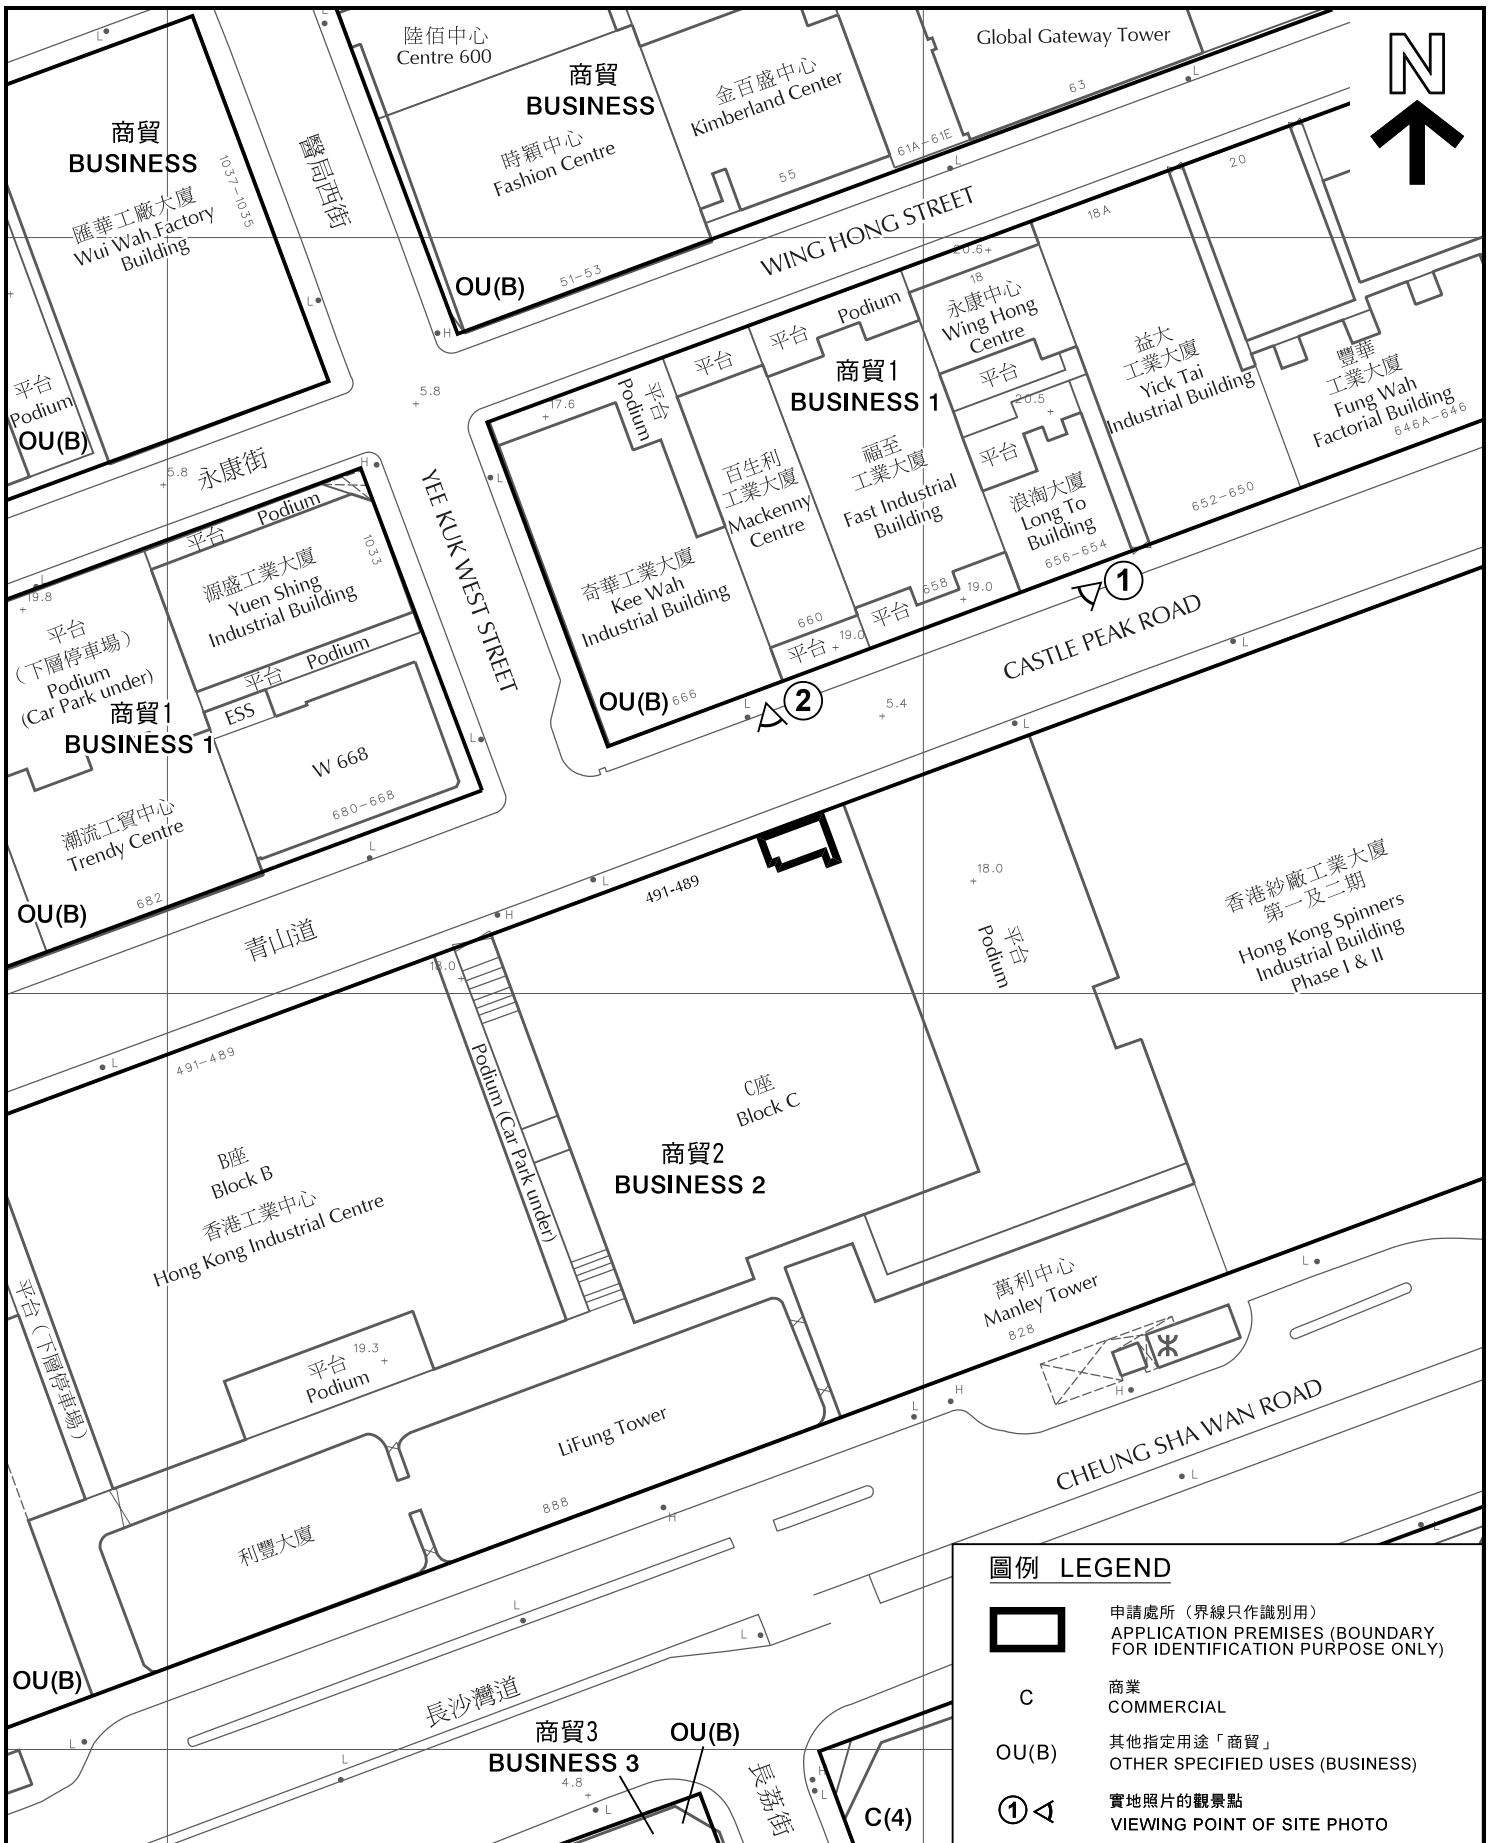 陸佰中心
Centre 600
商貿
BUSINESS
金百盛中心
Kimberland Center
Global Gateway Tower
63
L
N
商貿
BUSINESS
1037-1035
匯華工廠大廈
Wui Wah Factory
Building
醫局西街
時穎中心
Fashion Centre
55
61A-61E
OU(B)
51-53
WING HONG STREET
18A
20
20.6
18
永康中心
Wing Hong
Centre
平台
Podium
平台
平台
益大
工業大廈
Yick Tai
Industrial Building
豐華
工業大廈
Fung Wah
Factorial Building
646A-646
652-650
平台
Podium
OU(B)
5.8
5.8
永康街
17.6
平台
Podium
商貿1
BUSINESS 1
20.5
平台
百生利
工業大廈
Mackenny
Centre
福至
工業大廈
Fast Industrial
Building
浪淘大廈
Long To
Building
656-654
YEE KUK WEST STREET
平台
Podium
1033
源盛工業大廈
Yuen Shing
Industrial Building
平台
Podium
19.8
平台
(下層停車場)
Podium
(Car Park under)
商貿1
BUSINESS 1
ESS
W 668
680-668
奇華工業大廈
Kee Wah
Industrial Building
660
658
平台
19.0
平台
19.0
1
CASTLE PEAK ROAD
OU(B)
666
2
5.4
潮流工貿中心
Trendy Centre
OU(B)
682
青山道
491-489
18.0
平台
Podium
香港紗廠工業大廈
第一及二期
Hong Kong Spinners
Industrial Building
Phase I & II
18.0
491-489
Podium (Car Park under)
C座
Block C
商貿2
BUSINESS 2
B座
Block B
香港工業中心
Hong Kong Industrial Centre
平台(下層停車場)
平台
Podium
19.3
萬利中心
Manley Tower
828
LiFung Tower
888
利豐大廈
CHEUNG SHA WAN ROAD
OU(B)
長沙灣道
商貿3
BUSINESS 3
OU(B)
4.8
長荔街
C(4)
圖例 LEGEND
申請處所(界線只作識別用)
APPLICATION PREMISES (BOUNDARY
FOR IDENTIFICATION PURPOSE ONLY)
C
商業
COMMERCIAL
OU(B)
其他指定用途「商貿」
OTHER SPECIFIED USES (BUSINESS)
1
實地照片的觀景點
VIEWING POINT OF SITE PHOTO